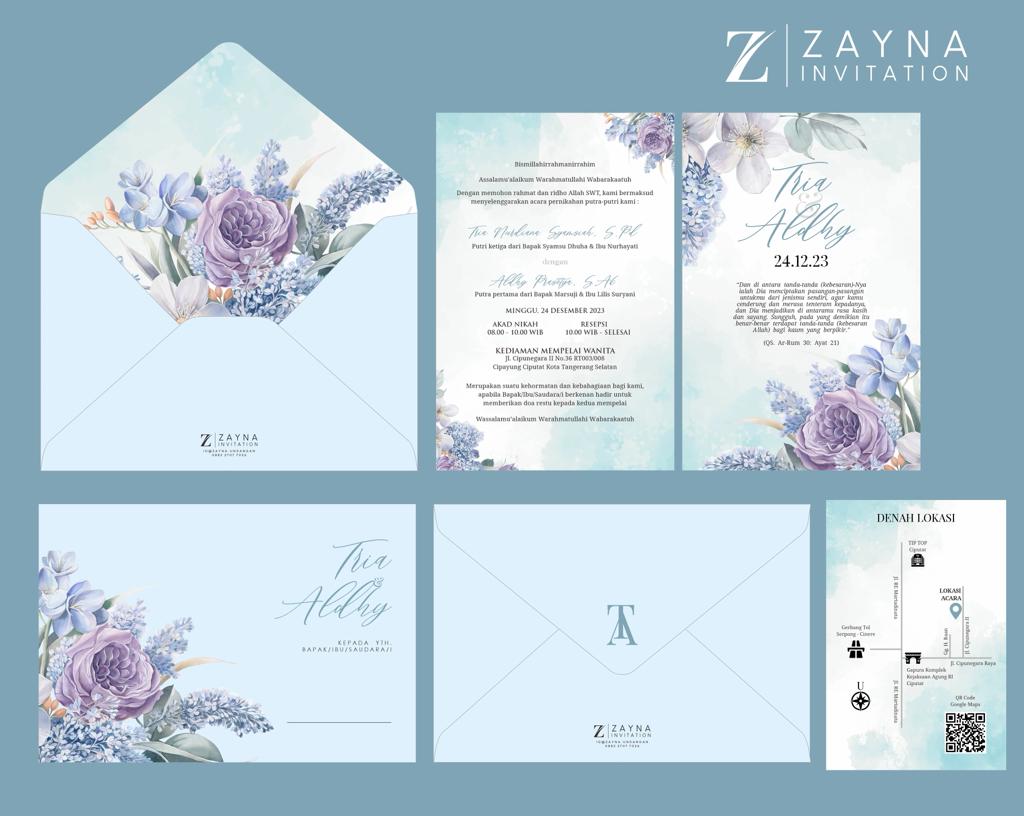 Z ZAYNA
INVITATION
Z ZAYNA
INVITATION
IG@ZAYNA UNDANGAN
Bismillahirrahmanirrahim
Assalamu'alaikum Warahmatullahi Wabarakaatuh
Dengan memohon rahmat dan ridho Allah SWT, kami bermaksud
menyelenggarakan acara pernikahan putra-putri kami :
Tria Nurdiana Syamsiah, S.Pd
Putri ketiga dari Bapak Syamsu Dhuha & Ibu Nurhayati
dengan
Aldhy Prasetya, S.Ab
Putra pertama dari Bapak Marsuji & Ibu Lilis Suryani
MINGGU, 24 DESEMBER 2023
AKAD NIKAH
08.00 - 10.00 WIB
RESEPSI
10.00 WIB - SELESAI
KEDIAMAN MEMPELAI WANITA
Jl. Cipunegara II No.36 RT003/008
Cipayung Ciputat Kota Tangerang Selatan
Merupakan suatu kehormatan dan kebahagiaan bagi kami,
apabila Bapak/Ibu/Saudara/i berkenan hadir untuk
memberikan doa restu kepada kedua mempelai
Wassalamu'alaikum Warahmatullahi Wabarakaatuh
Tria
&
Aldhy
24.12.23
"Dan di antara tanda-tanda (kebesaran)-Nya
ialah Dia menciptakan pasangan-pasangan
untukmu dari jenismu sendiri, agar kamu
cenderung dan merasa tenteram kepadanya,
dan Dia menjadikan di antaramu rasa kasih
dan sayang. Sungguh, pada yang demikian itu
benar-benar terdapat tanda-tanda (kebesaran
Allah) bagi kaum yang berpikir."
(QS. Ar-Rum 30: Ayat 21)
Tria
&
Aldhy
KEPADA YTH.
BAPAK/IBU/SAUDARA/I
TA
Z ZAYNA
INVITATION
IG@ZAYNA UNDANGAN
DENAH LOKASI
TIP TOP
Ciputat
Jl. RE Martadinata
LOKASI
ACARA
Gg. H. Buan
Jl. Cipunegara II
Gerbang Tol
Serpong - Cinere
Jl. Cipunegara Raya
Gapura Komplek
Kejaksaan Agung RI
Ciputat
U
Jl. RE Martadinata
QR Code
Google Maps